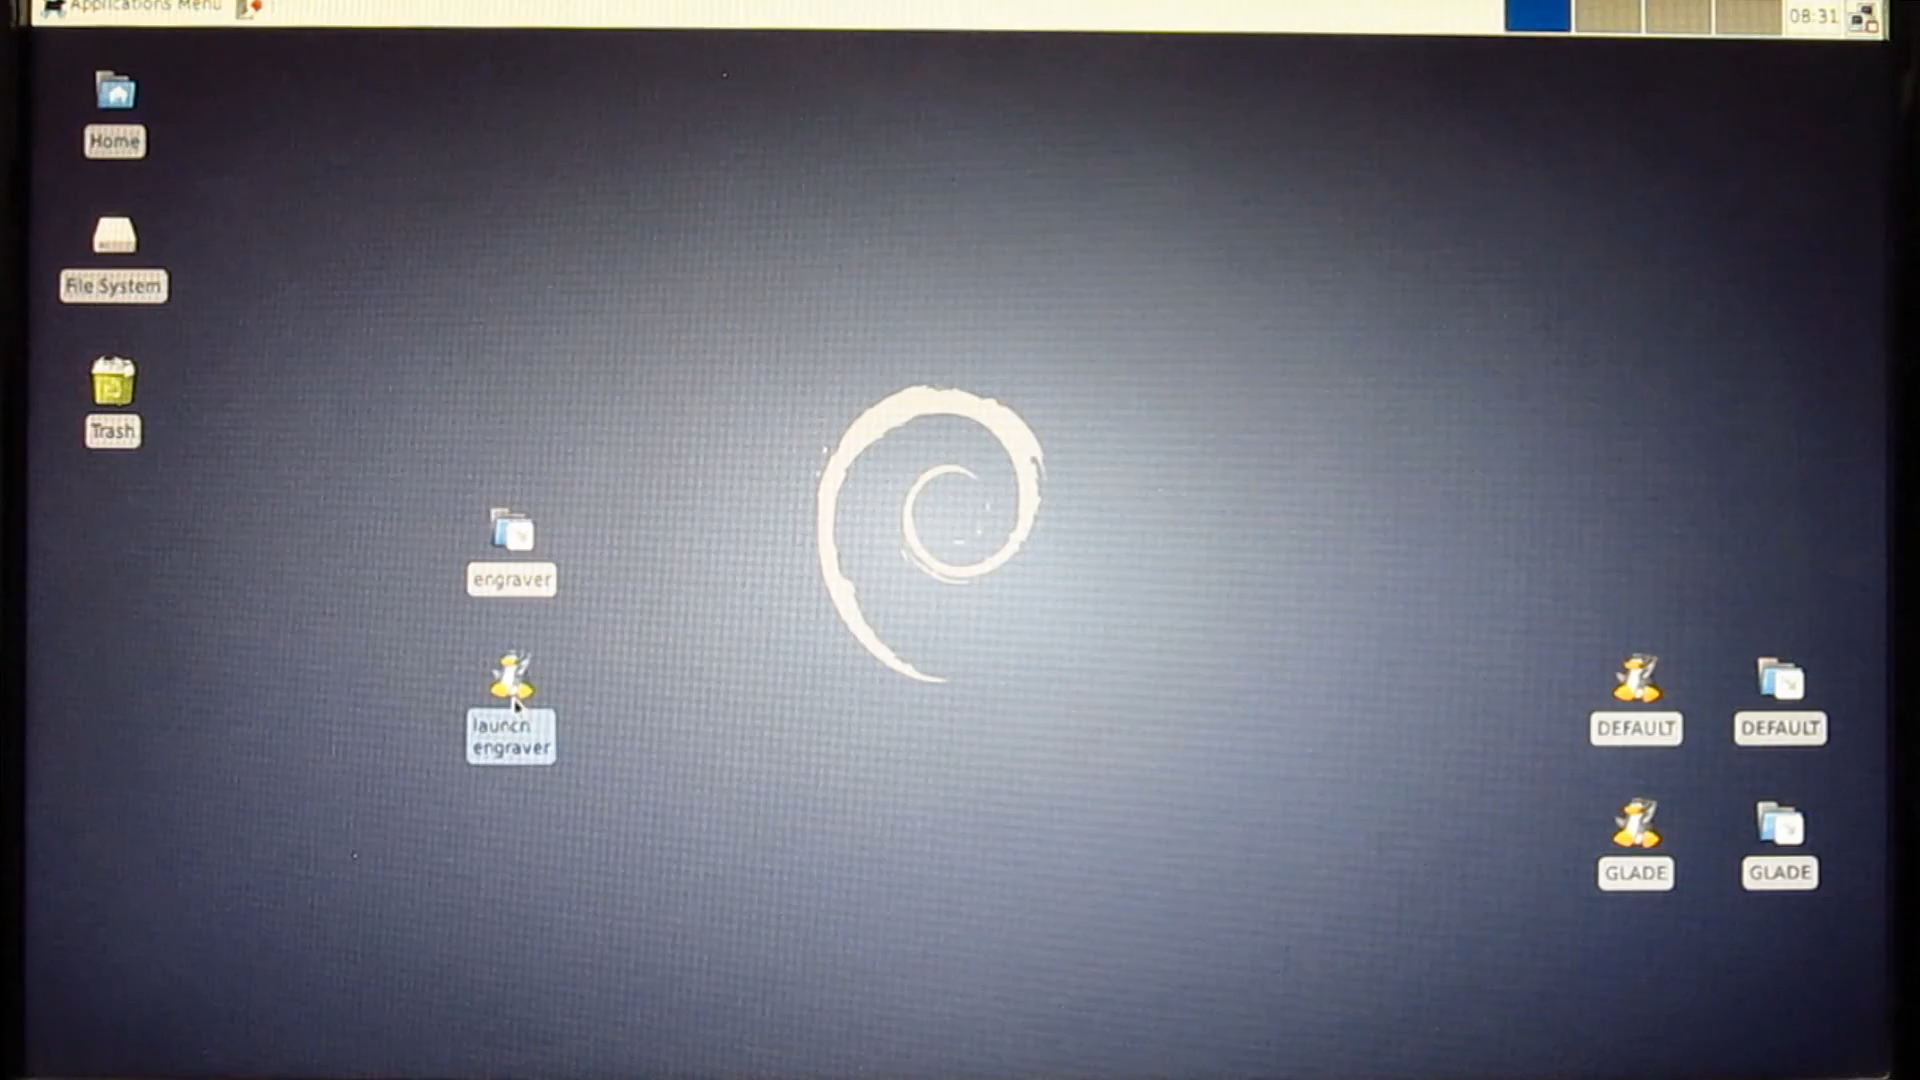 Applications Menu
08:31
Home
File System
Trash
engraver
launch
engraver
DEFAULT
DEFAULT
GLADE
GLADE